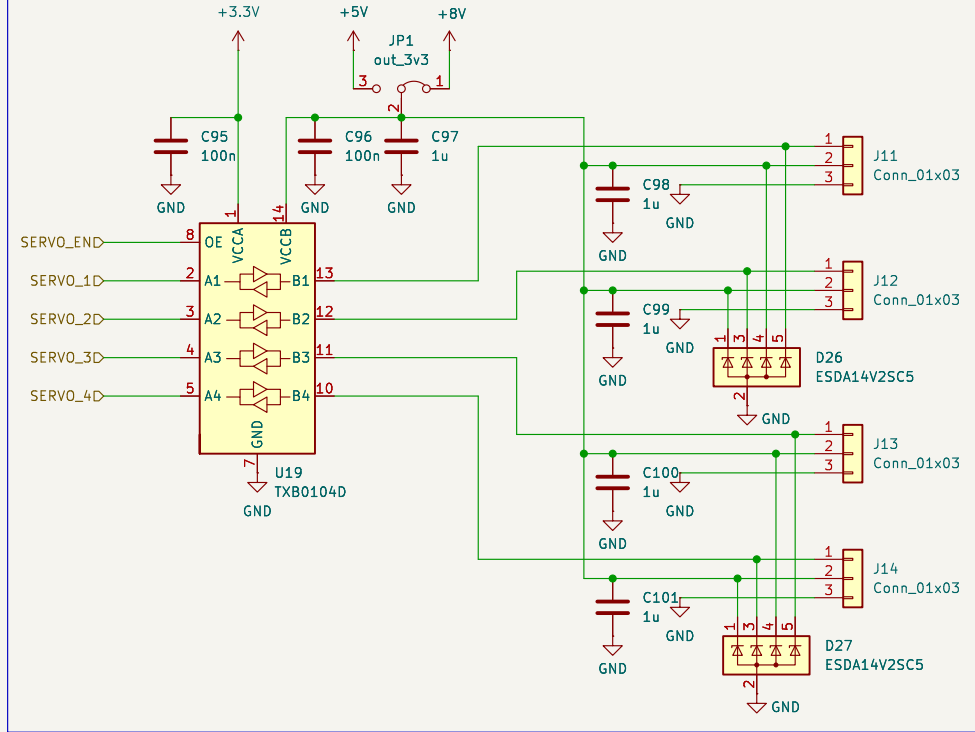 +3.3V
+5V
+8V
JP1
out_3v3
3
1
2
C95
100n
GND
C96
100n
GND
C97
1u
GND
1
14
VCCA
VCCB
SERVO_EN
8
OE
SERVO_1
2
A1
B1
13
SERVO_2
3
A2
B2
12
SERVO_3
4
A3
B3
11
SERVO_4
5
A4
B4
10
GND
7
U19
TXB0104D
GND
1
2
3
J11
Conn_01x03
C98
1u
GND
GND
1
2
3
J12
Conn_01x03
C99
1u
GND
GND
1
3
4
5
D26
ESDA14V2SC5
2
GND
1
2
3
J13
Conn_01x03
C100
1u
GND
GND
1
2
3
J14
Conn_01x03
C101
1u
GND
GND
1
3
4
5
D27
ESDA14V2SC5
2
GND